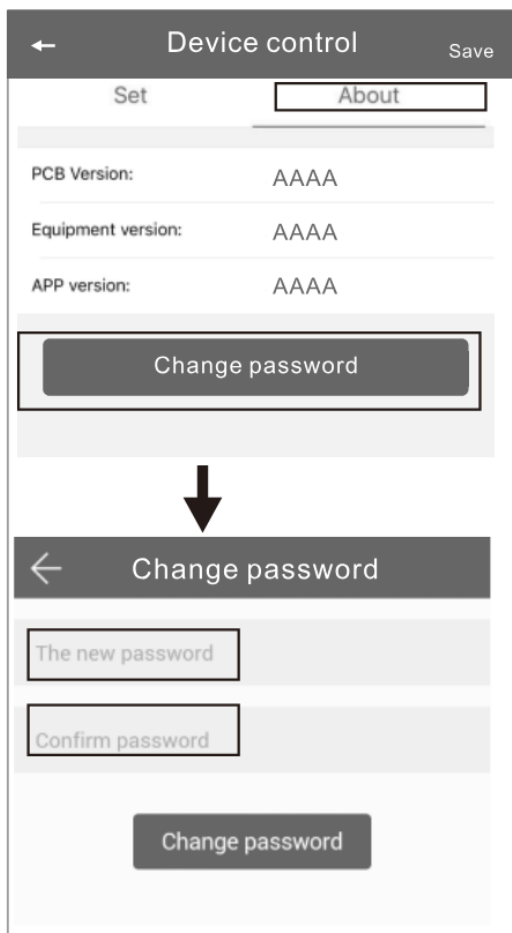 Device control Save
Set About
PCB Version: AAAA
Equipment version: AAAA
APP version: AAAA
Change password
Change password
The new password
Confirm password
Change password